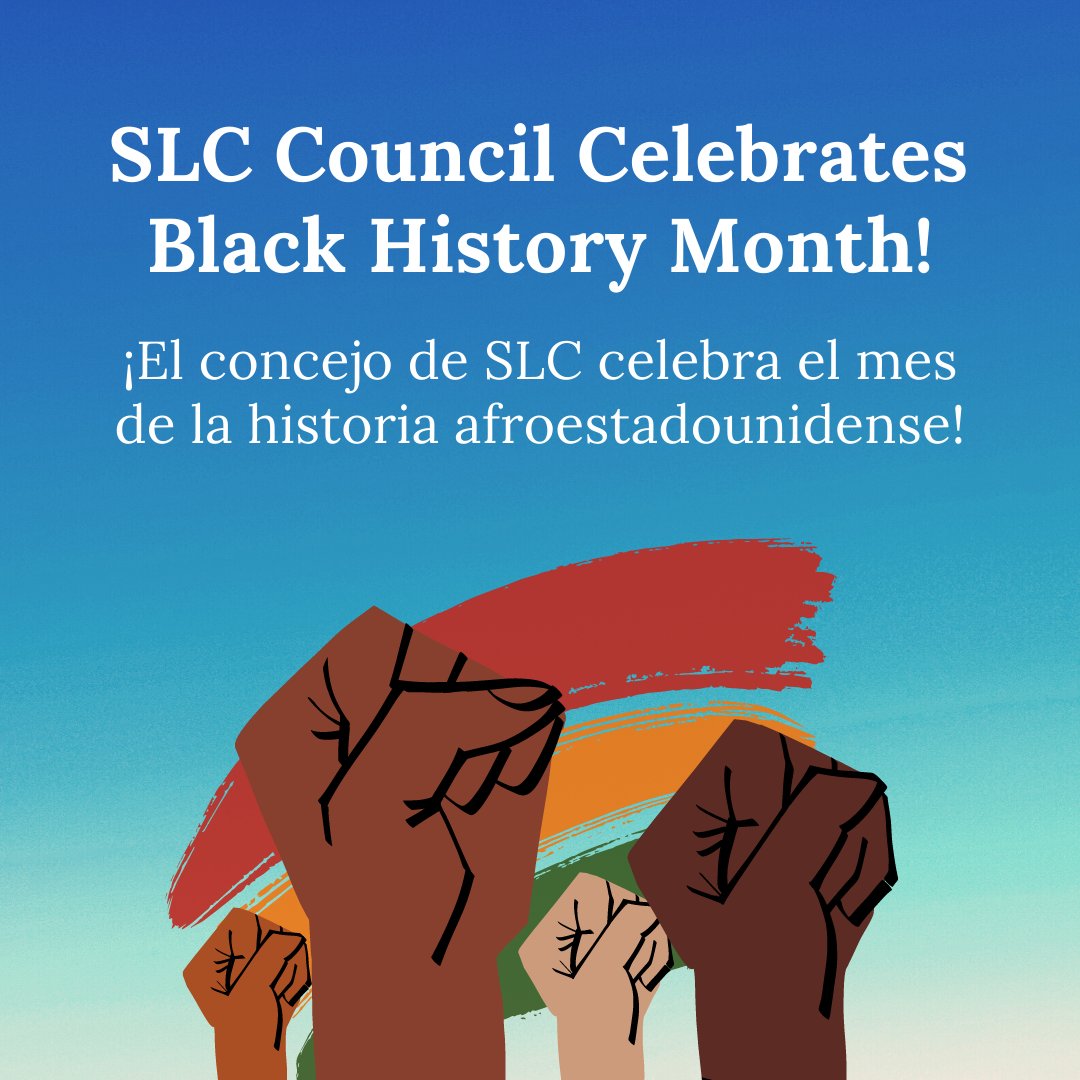 SLC Council Celebrates
Black History Month!
¡El concejo de SLC celebra el mes
de la historia afroestadounidense!